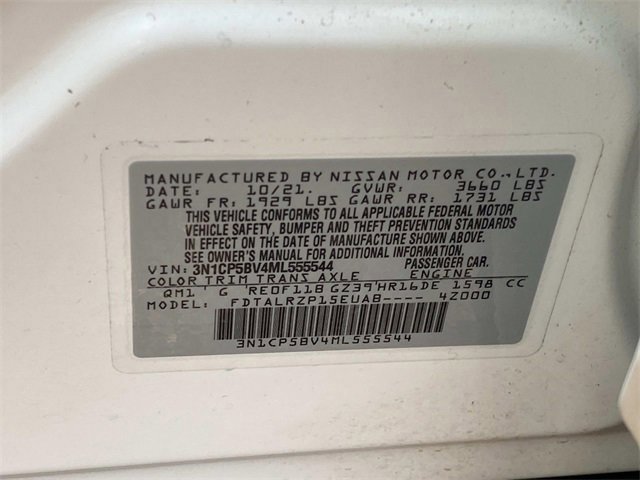 MANUFACTURED BY NISSAN MOTOR CO., LTD.
DATE: 10/21. GVWR: 3660 LBS
GAWR FR: 1929 LBS GAWR RR: 1731 LBS
THIS VEHICLE CONFORMS TO ALL APPLICABLE FEDERAL MOTOR
VEHICLE SAFETY, BUMPER AND THEFT PREVENTION STANDARDS
IN EFFECT ON THE DATE OF MANUFACTURE SHOWN ABOVE.
SEE OWNER'S MANUAL FOR ADDITIONAL INFORMATION
VIN: 3N1CP5BV4ML555544 PASSENGER CAR.
COLOR TRIM TRANS AXLE ENGINE
QM1 G RE0F11B GZ39 HR16DE 1598 CC
FDTALRZP15EUA8---- 4Z000
3N1CP5BV4ML555544